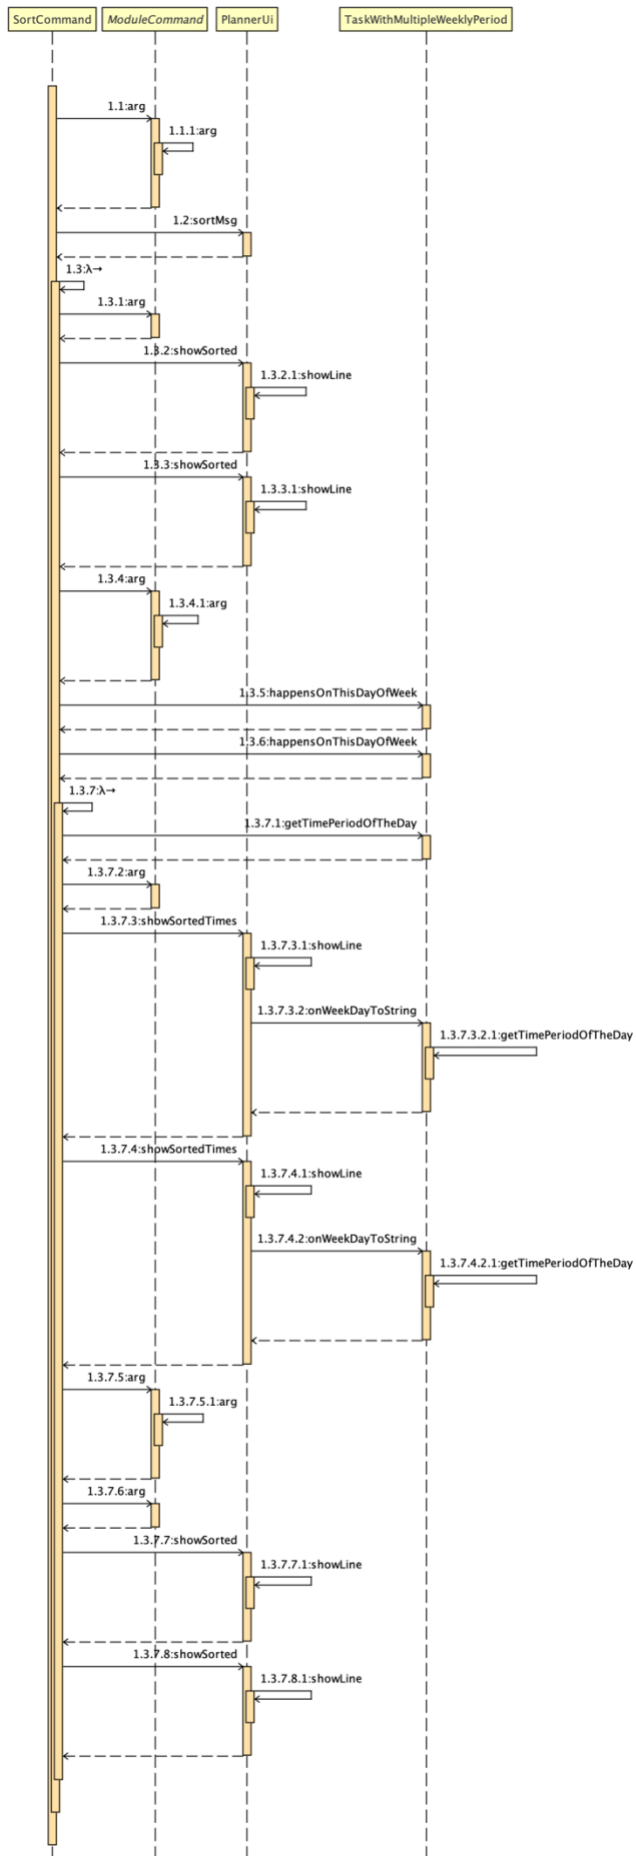 SortCommand ModuleCommand PlannerUi TaskWithMultipleWeeklyPeriod
1.1:arg
1.1.1:arg
1.2:sortMsg
1.3:λ→
1.3.1:arg
1.3.2:showSorted
1.3.2.1:showLine
1.3.3:showSorted
1.3.3.1:showLine
1.3.4:arg
1.3.4.1:arg
1.3.5:happensOnThisDayOfWeek
1.3.6:happensOnThisDayOfWeek
1.3.7:λ→
1.3.7.1:getTimePeriodOfTheDay
1.3.7.2:arg
1.3.7.3:showSortedTimes
1.3.7.3.1:showLine
1.3.7.3.2:onWeekDayToString
1.3.7.3.2.1:getTimePeriodOfTheDay
1.3.7.4:showSortedTimes
1.3.7.4.1:showLine
1.3.7.4.2:onWeekDayToString
1.3.7.4.2.1:getTimePeriodOfTheDay
1.3.7.5:arg
1.3.7.5.1:arg
1.3.7.6:arg
1.3.7.7:showSorted
1.3.7.7.1:showLine
1.3.7.8:showSorted
1.3.7.8.1:showLine